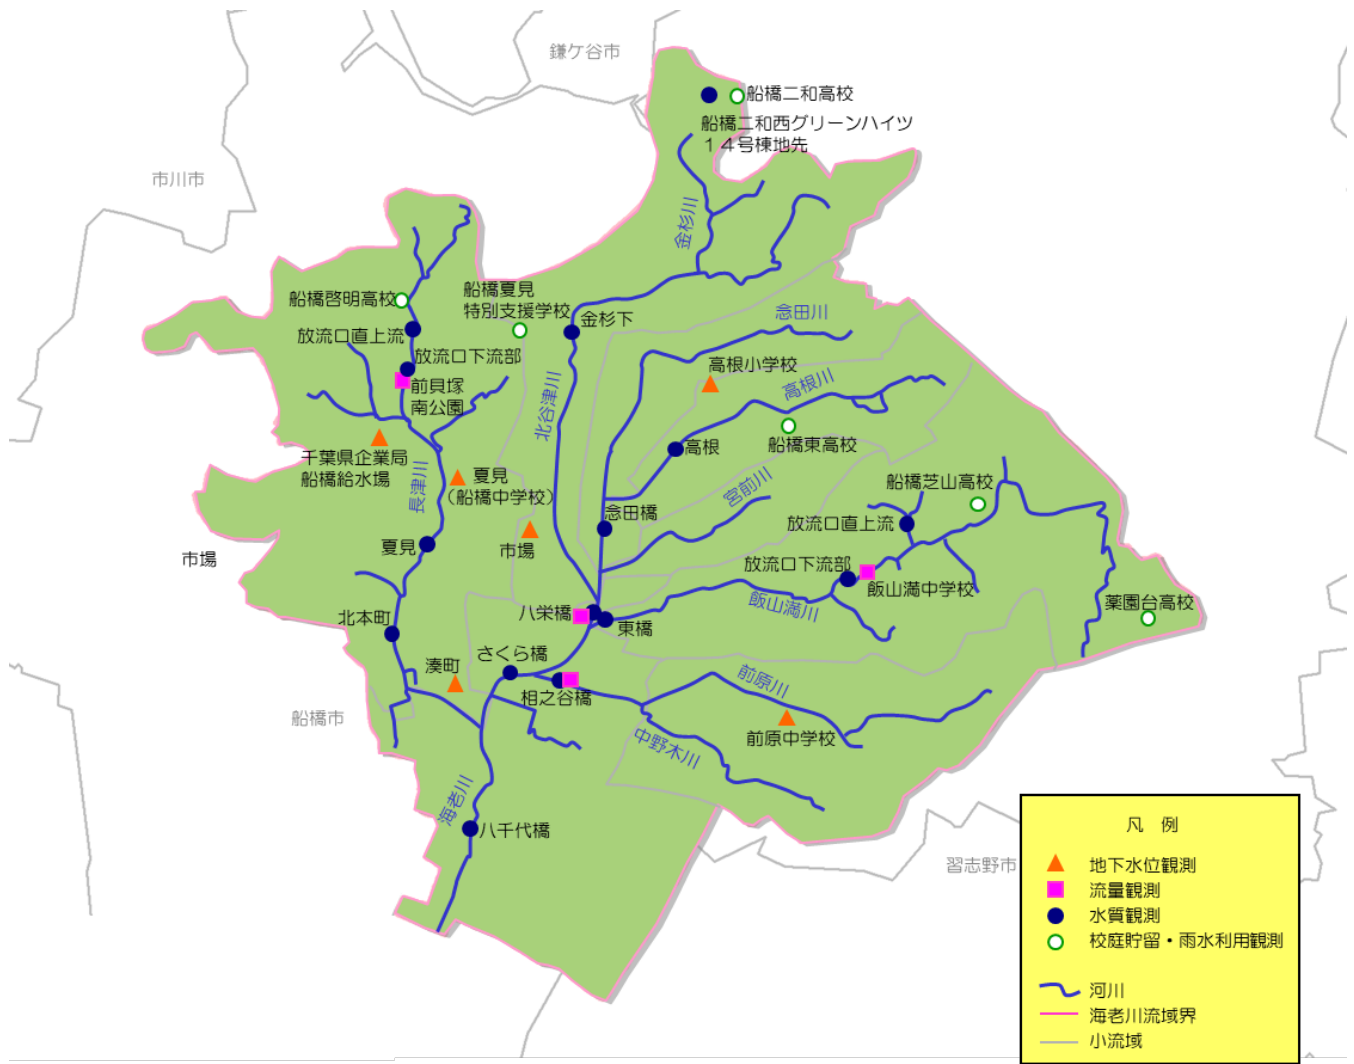 鎌ケ谷市
船橋二和高校
船橋二和西グリーンハイツ
１４号棟地先
市川市
金杉川
船橋啓明高校
船橋夏見
特別支援学校
金杉下
念田川
放流口直上流
放流口下流部
高根小学校
前貝塚
南公園
北谷津川
高根川
船橋東高校
高根
千葉県企業局
船橋給水場
長津川
夏見
（船橋中学校）
宮前川
船橋芝山高校
念田橋
放流口直上流
市場
夏見
市場
放流口下流部
飯山満中学校
飯山満川
薬園台高校
八栄橋
東橋
北本町
さくら橋
湊町
相之谷橋
前原川
船橋市
前原中学校
中野木川
海老川
八千代橋
習志野市
凡 例
地下水位観測
流量観測
水質観測
校庭貯留・雨水利用観測
河川
海老川流域界
小流域